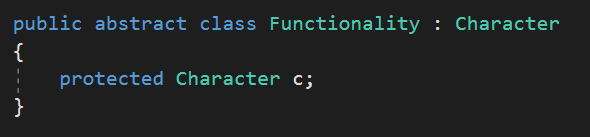 public abstract class Functionality : Character
{
    protected Character c;
}